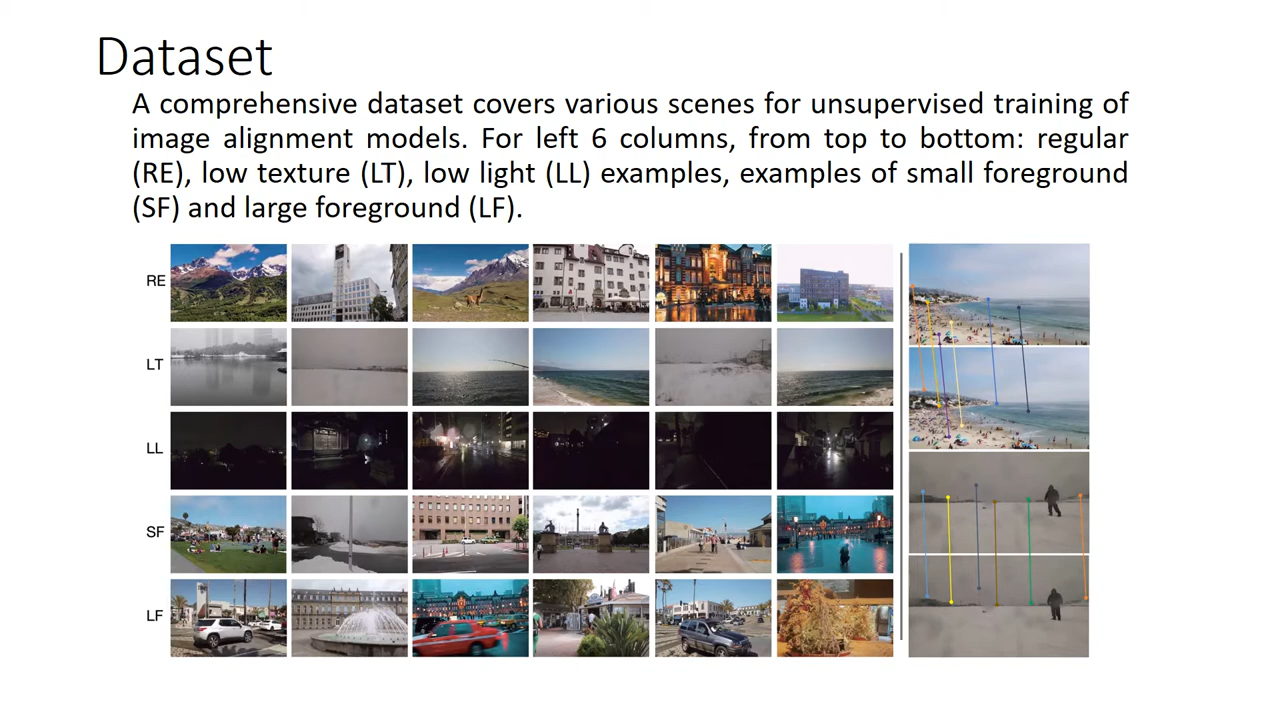 Dataset
A comprehensive dataset covers various scenes for unsupervised training of
image alignment models. For left 6 columns, from top to bottom: regular
(RE), low texture (LT), low light (LL) examples, examples of small foreground
(SF) and large foreground (LF).
RE
LT
LL
SF
LF